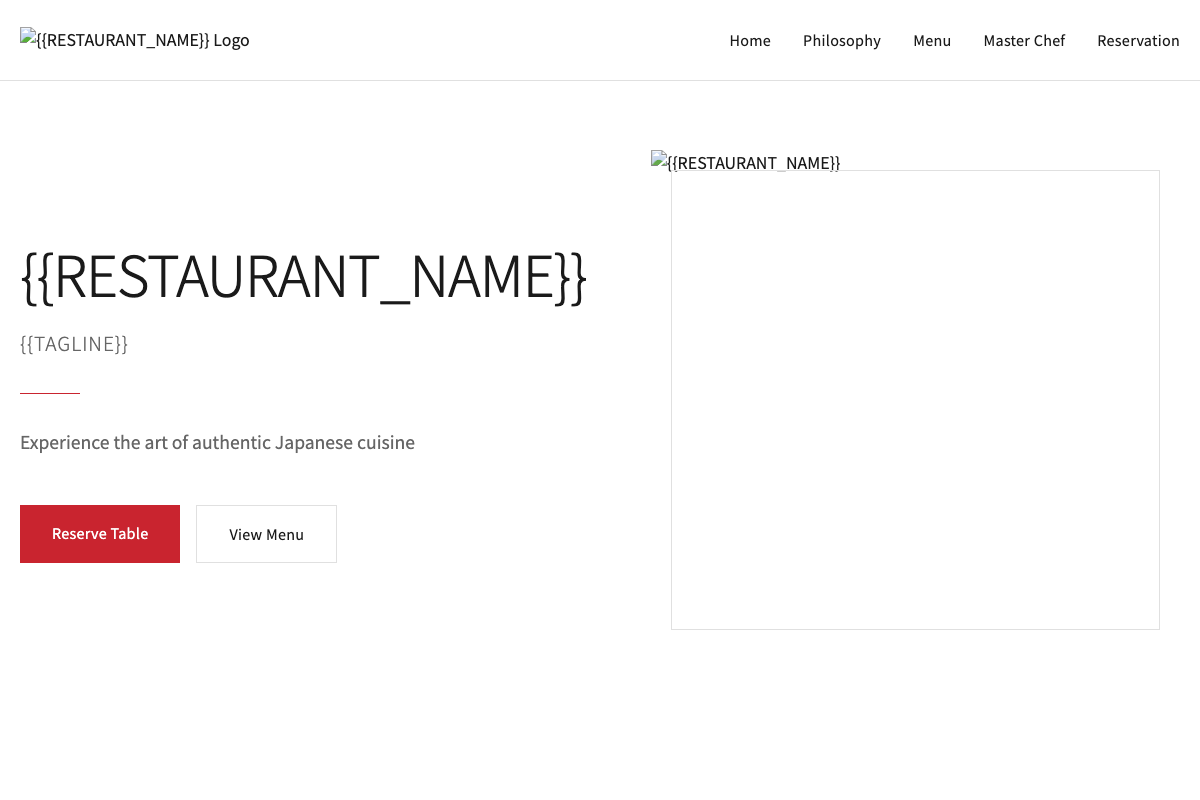 {{RESTAURANT_NAME}} Logo
Home
Philosophy
Menu
Master Chef
Reservation
{{RESTAURANT_NAME}}
{{RESTAURANT_NAME}}
{{TAGLINE}}
Experience the art of authentic Japanese cuisine
Reserve Table
View Menu